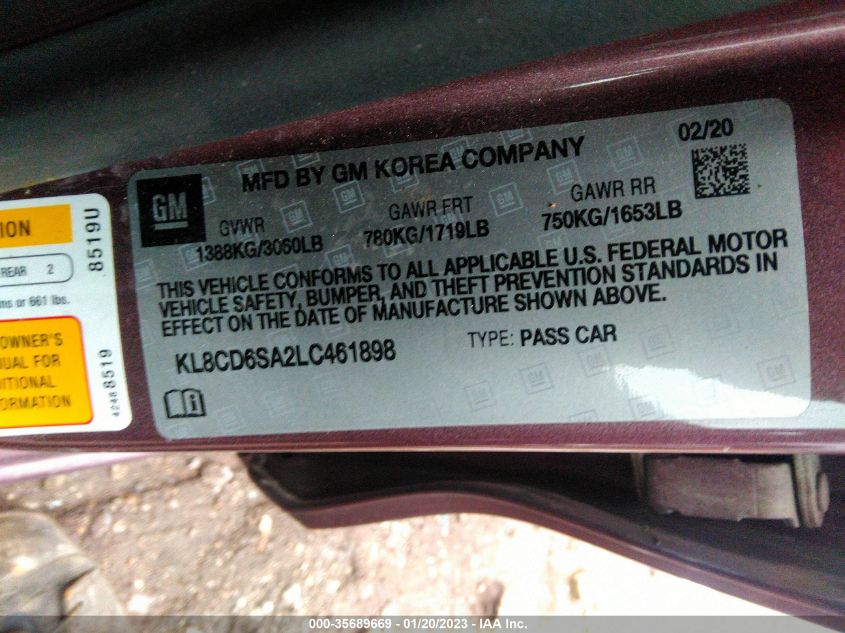 ION
REAR 2
ms or 661 lbs.
OWNER'S
UAL FOR
DITIONAL
ORMATION
8519U
42488519
GM
MFD BY GM KOREA COMPANY
02/20
GVWR
1388KG/3060LB
GAWR FRT
780KG/1719LB
GAWR RR
750KG/1653LB
THIS VEHICLE CONFORMS TO ALL APPLICABLE U.S. FEDERAL MOTOR
VEHICLE SAFETY, BUMPER, AND THEFT PREVENTION STANDARDS IN
EFFECT ON THE DATE OF MANUFACTURE SHOWN ABOVE.
KL8CD6SA2LC461898
TYPE: PASS CAR
000-35689669 - 01/20/2023 - IAA Inc.